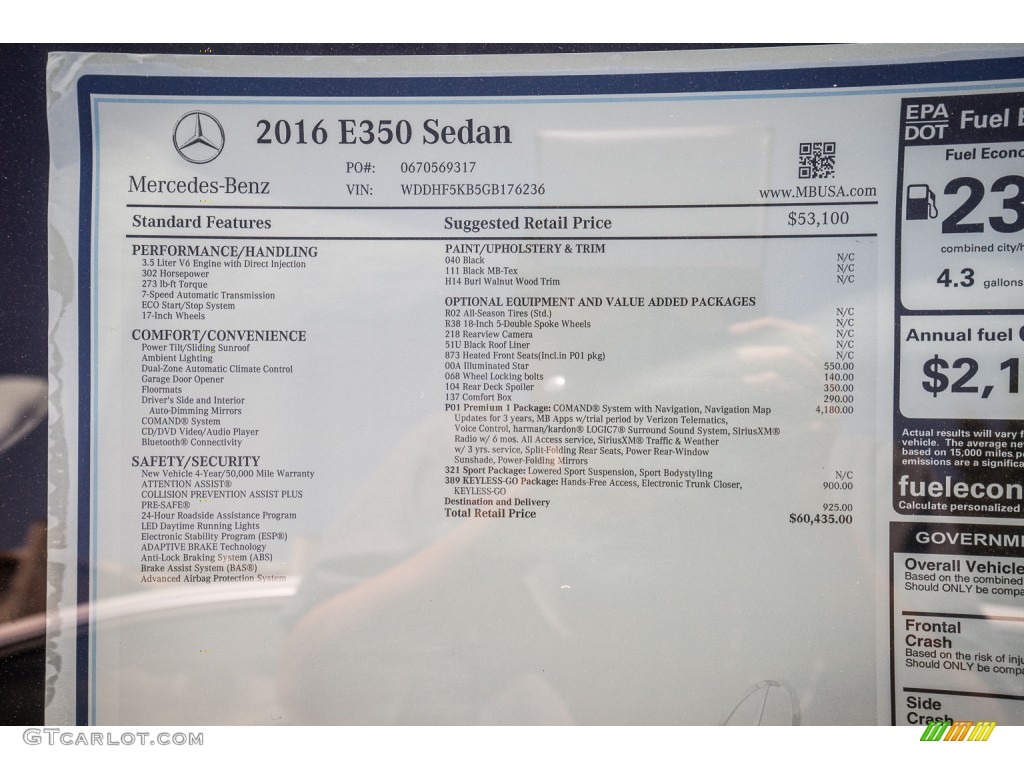 2016 E350 Sedan
Mercedes-Benz
PO#: 0670569317
VIN: WDDHF5KB5GB176236
www.MBUSA.com
Standard Features
Suggested Retail Price $53,100
PERFORMANCE/HANDLING
3.5 Liter V6 Engine with Direct Injection
302 Horsepower
273 lb-ft Torque
7-Speed Automatic Transmission
ECO Start/Stop System
17-Inch Wheels
COMFORT/CONVENIENCE
Power Tilt/Sliding Sunroof
Ambient Lighting
Dual-Zone Automatic Climate Control
Garage Door Opener
Floormats
Driver's Side and Interior
Auto-Dimming Mirrors
COMAND® System
CD/DVD Video/Audio Player
Bluetooth® Connectivity
SAFETY/SECURITY
New Vehicle 4-Year/50,000 Mile Warranty
ATTENTION ASSIST®
COLLISION PREVENTION ASSIST PLUS
PRE-SAFE®
24-Hour Roadside Assistance Program
LED Daytime Running Lights
Electronic Stability Program (ESP®)
ADAPTIVE BRAKE Technology
Anti-Lock Braking System (ABS)
Brake Assist System (BAS®)
Advanced Airbag Protection System
PAINT/UPHOLSTERY & TRIM
040 Black N/C
111 Black MB-Tex N/C
H14 Burl Walnut Wood Trim N/C
OPTIONAL EQUIPMENT AND VALUE ADDED PACKAGES
R02 All-Season Tires (Std.) N/C
R38 18-Inch 5-Double Spoke Wheels N/C
218 Rearview Camera N/C
51U Black Roof Liner N/C
873 Heated Front Seats(Incl.in P01 pkg) N/C
00A Illuminated Star 550.00
068 Wheel Locking bolts 140.00
104 Rear Deck Spoiler 350.00
137 Comfort Box 290.00
P01 Premium 1 Package: COMAND® System with Navigation, Navigation Map 4,180.00
Updates for 3 years, MB Apps w/trial period by Verizon Telematics,
Voice Control, harman/kardon® LOGIC7® Surround Sound System, SiriusXM®
Radio w/ 6 mos. All Access service, SiriusXM® Traffic & Weather
w/ 3 yrs. service, Split-Folding Rear Seats, Power Rear-Window
Sunshade, Power-Folding Mirrors
321 Sport Package: Lowered Sport Suspension, Sport Bodystyling N/C
389 KEYLESS-GO Package: Hands-Free Access, Electronic Trunk Closer, 900.00
KEYLESS-GO
Destination and Delivery 925.00
Total Retail Price $60,435.00
EPA
DOT
Fuel E
Fuel Econo
23
combined city/h
4.3 gallons
Annual fuel
$2,1
Actual results will vary f
vehicle. The average ne
based on 15,000 miles p
emissions are a significa
fuelecon
Calculate personalized
GOVERNME
Overall Vehicle
Based on the combined
Should ONLY be compa
Frontal
Crash
Based on the risk of inju
Should ONLY be compa
Side
Crash
GTCARLOT.COM